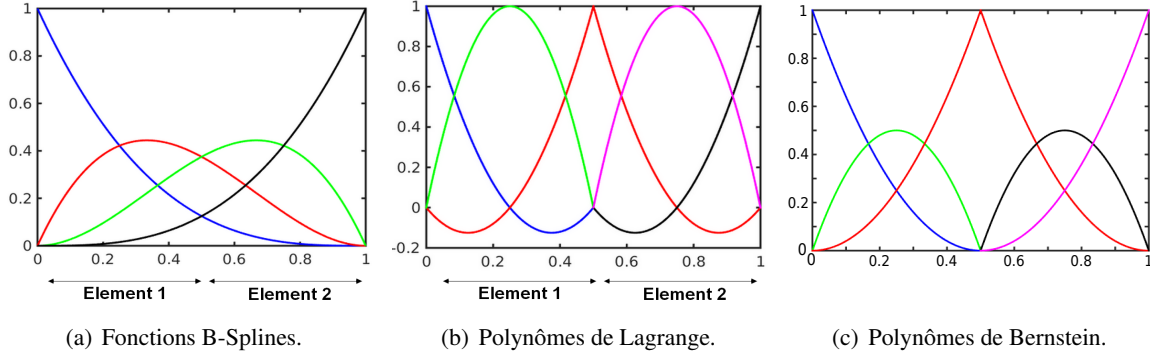 1
0.8
0.6
0.4
0.2
0
0 0.2 0.4 0.6 0.8 1
Element 1 Element 2
(a) Fonctions B-Splines.
1
0.8
0.6
0.4
0.2
0
-0.2
0 0.2 0.4 0.6 0.8 1
Element 1 Element 2
(b) Polynômes de Lagrange.
1
0.8
0.6
0.4
0.2
0
0 0.2 0.4 0.6 0.8 1
(c) Polynômes de Bernstein.